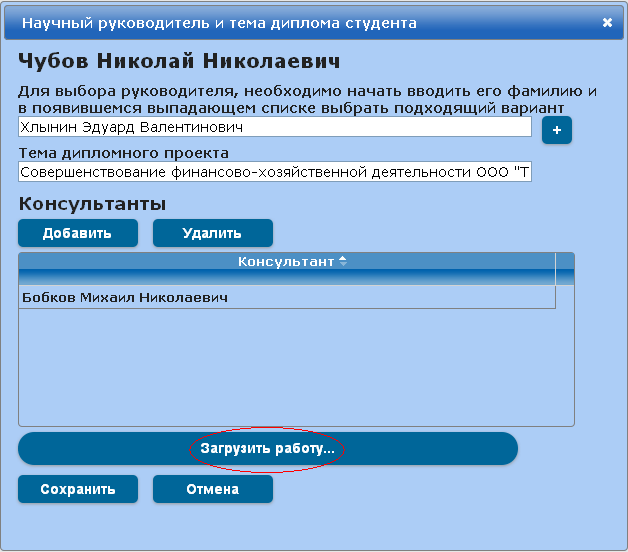 Научный руководитель и тема диплома студента
Чубов Николай Николаевич
Для выбора руководителя, необходимо начать вводить его фамилию и
в появившемся выпадающем списке выбрать подходящий вариант
Хлынин Эдуард Валентинович
+
Тема дипломного проекта
Совершенствование финансово-хозяйственной деятельности ООО "Т
Консультанты
Добавить Удалить
Консультант
Бобков Михаил Николаевич
Загрузить работу...
Сохранить Отмена